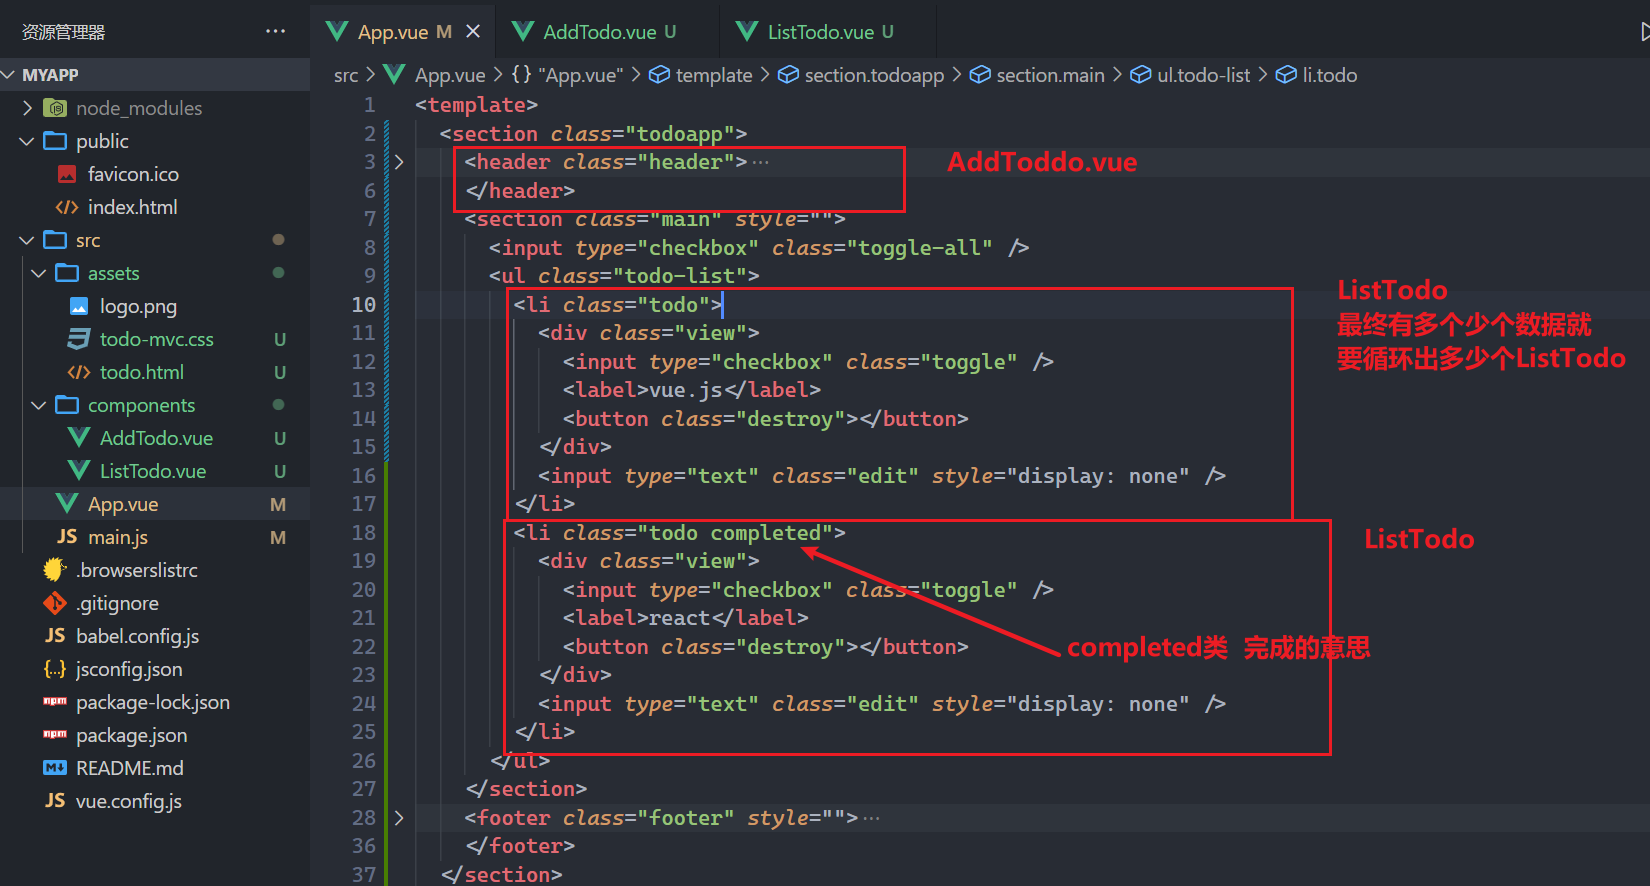 资源管理器 ···
MYAPP
node_modules
public
favicon.ico
index.html
src
assets
logo.png
todo-mvc.css U
todo.html U
components
AddTodo.vue U
ListTodo.vue U
App.vue M
JS main.js M
.browserslistrc
.gitignore
JS babel.config.js
{..} jsconfig.json
npm package-lock.json
npm package.json
M↓ README.md
JS vue.config.js
App.vue M × AddTodo.vue U ListTodo.vue U
src > App.vue > {} "App.vue" > template > section.todoapp > section.main > ul.todo-list > li.todo
1 <template>
2 <section class="todoapp">
3 <header class="header">··· AddToddo.vue
6 </header>
7 <section class="main" style="">
8 <input type="checkbox" class="toggle-all" />
9 <ul class="todo-list">
10 <li class="todo">
11 <div class="view">
12 <input type="checkbox" class="toggle" />
13 <label>vue.js</label>
14 <button class="destroy"></button>
15 </div>
16 <input type="text" class="edit" style="display: none" />
17 </li>
ListTodo
最终有多个少个数据就
要循环出多少个ListTodo
18 <li class="todo completed"> ListTodo
19 <div class="view">
20 <input type="checkbox" class="toggle" />
21 <label>react</label>
22 <button class="destroy"></button> completed类 完成的意思
23 </div>
24 <input type="text" class="edit" style="display: none" />
25 </li>
26 </ul>
27 </section>
28 <footer class="footer" style="">···
36 </footer>
37 </section>